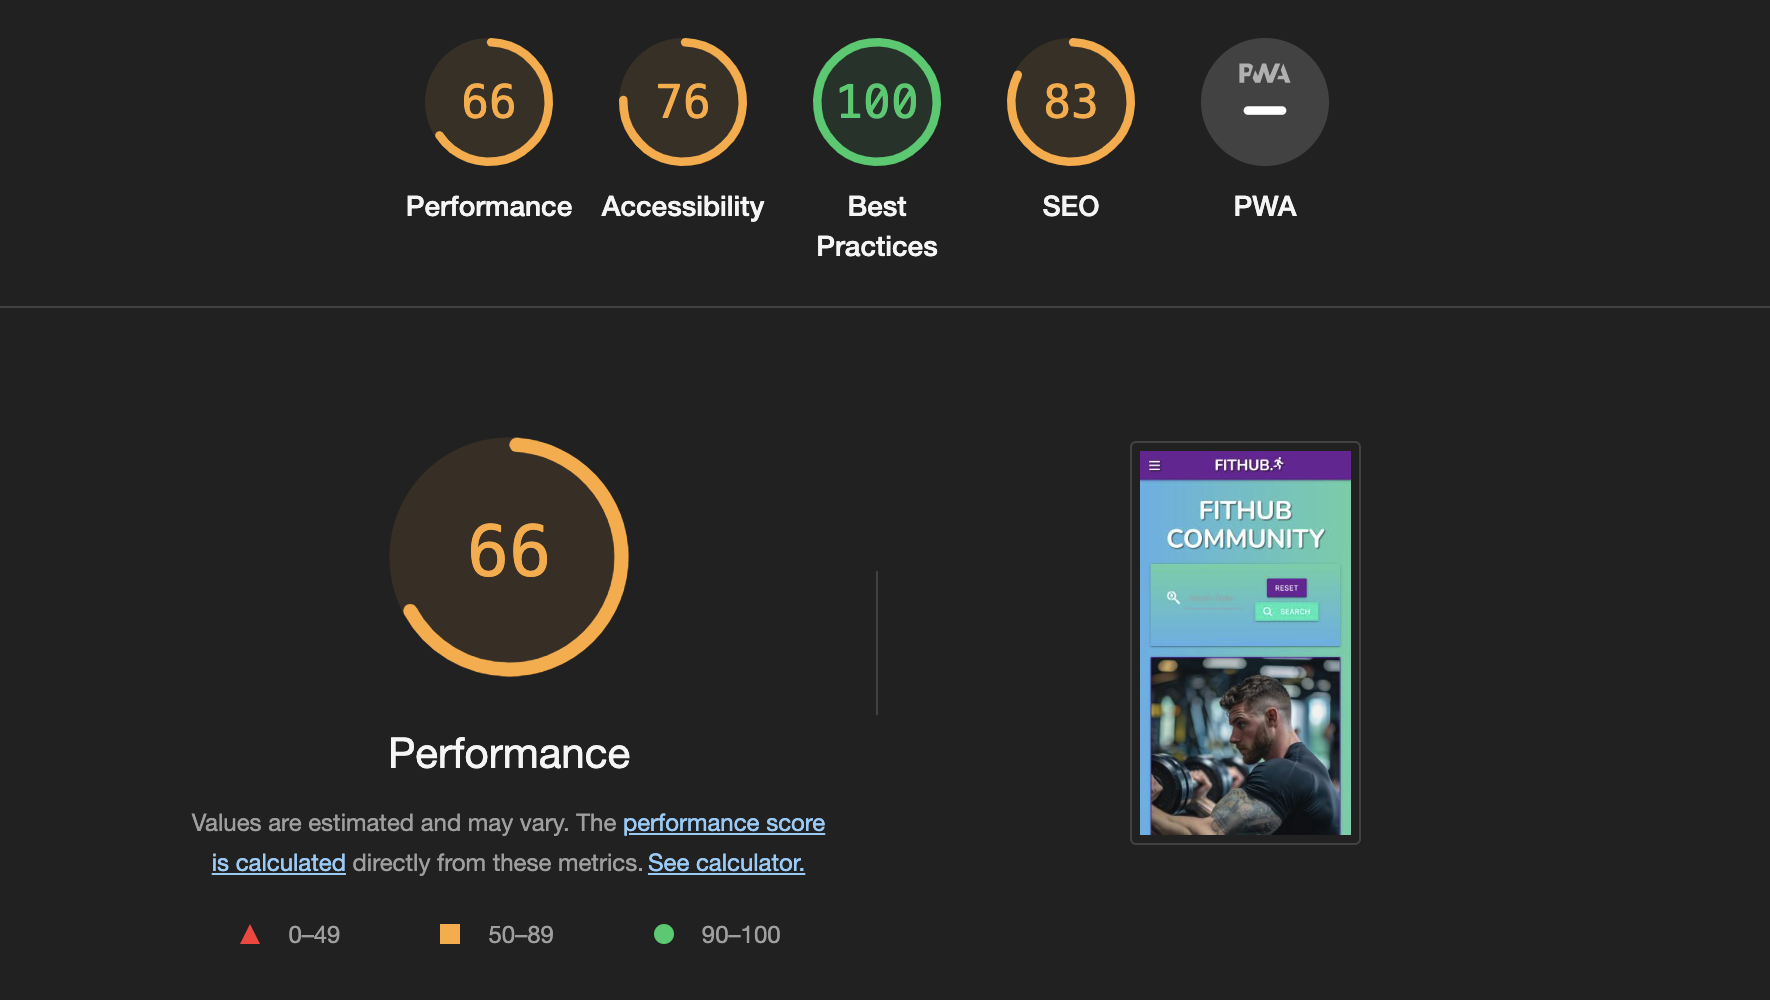 66
76
100
83
PWA
Performance
Accessibility
Best
Practices
SEO
PWA
66
Performance
Values are estimated and may vary. The performance score
is calculated directly from these metrics. See calculator.
0–49
50–89
90–100
FITHUB.
FITHUB
COMMUNITY
RESET
SEARCH